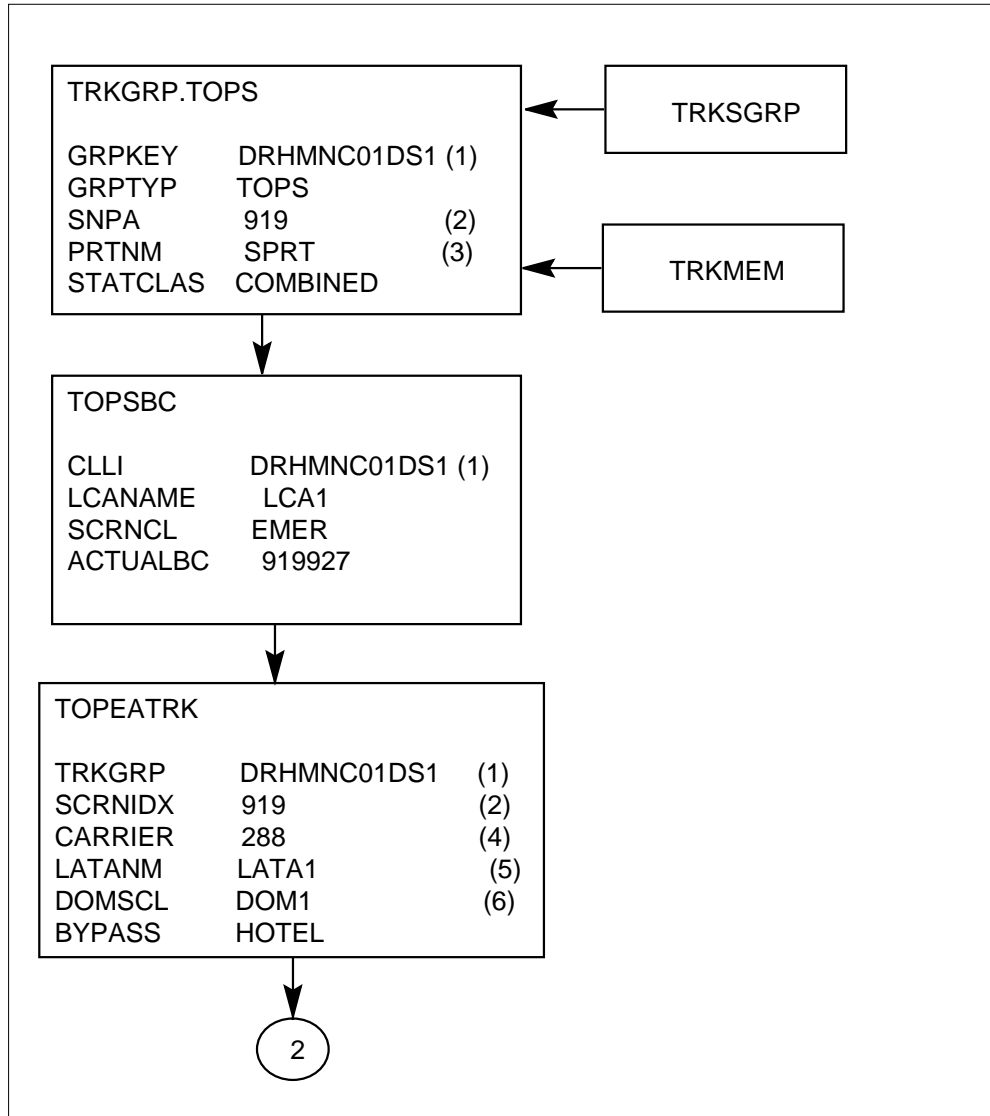 TRKGRP.TOPS
TRKSGRP
GRPKEY DRHMNC01DS1 (1)
GRPTYP TOPS
SNPA 919 (2)
PRTNM SPRT (3)
STATCLAS COMBINED
TRKMEM
TOPSBC
CLLI DRHMNC01DS1 (1)
LCANAME LCA1
SCRNCL EMER
ACTUALBC 919927
TOPEATRK
TRKGRP DRHMNC01DS1 (1)
SCRNIDX 919 (2)
CARRIER 288 (4)
LATANM LATA1 (5)
DOMSCL DOM1 (6)
BYPASS HOTEL
2